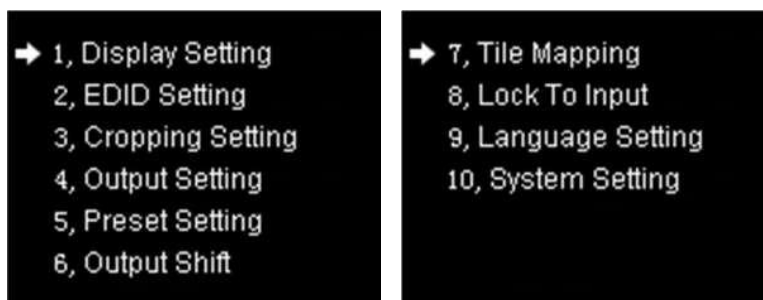 1, Display Setting
2, EDID Setting
3, Cropping Setting
4, Output Setting
5, Preset Setting
6, Output Shift
7, Tile Mapping
8, Lock To Input
9, Language Setting
10, System Setting